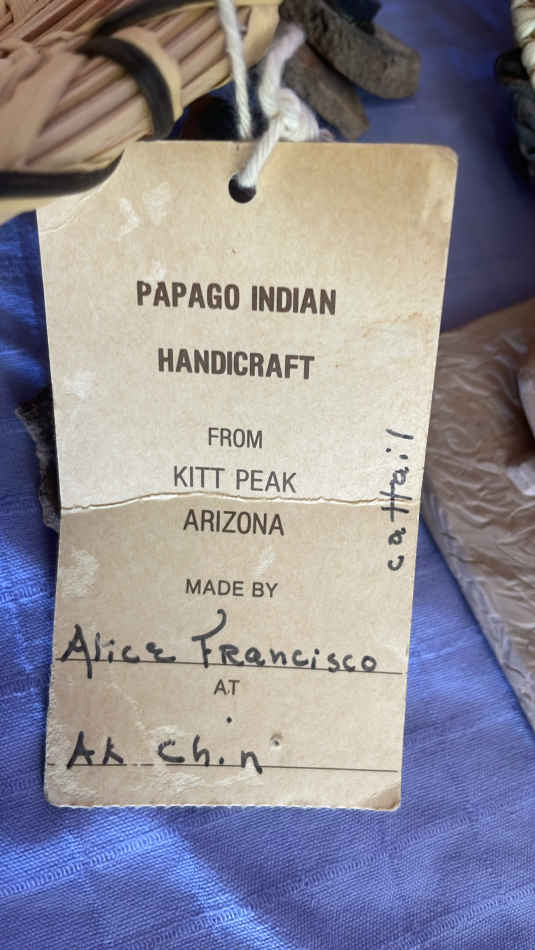 PAPAGO INDIAN
HANDICRAFT
FROM
KITT PEAK
ARIZONA
cattail
MADE BY
Alice Francisco
AT
AK Chin